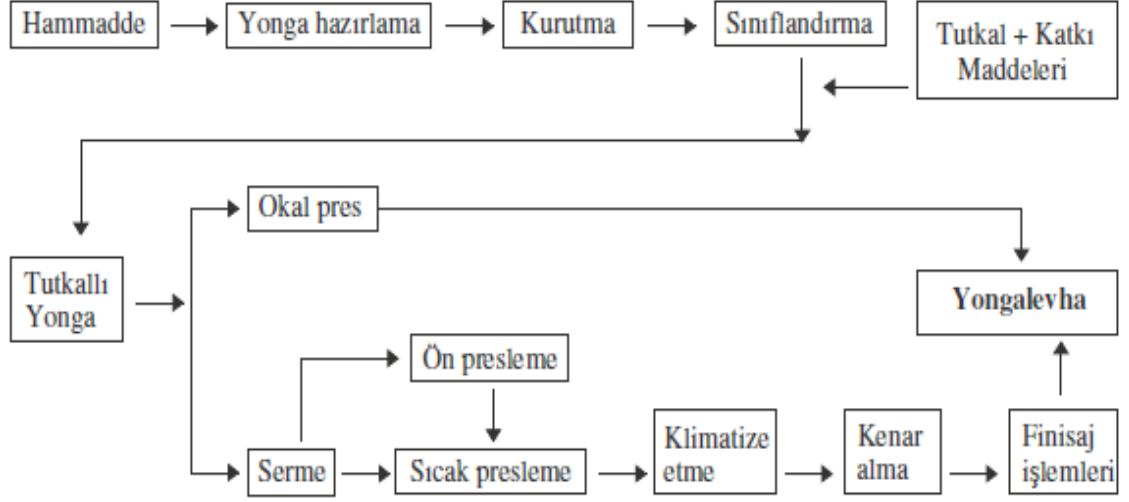 Hammadde
Yonga hazırlama
Kurutma
Sınıflandırma
Tutkal + Katkı
Maddeleri
Okal pres
Tutkallı
Yonga
Yongalevha
Ön presleme
Serme
Sıcak presleme
Klimatize
etme
Kenar
alma
Finisaj
işlemleri